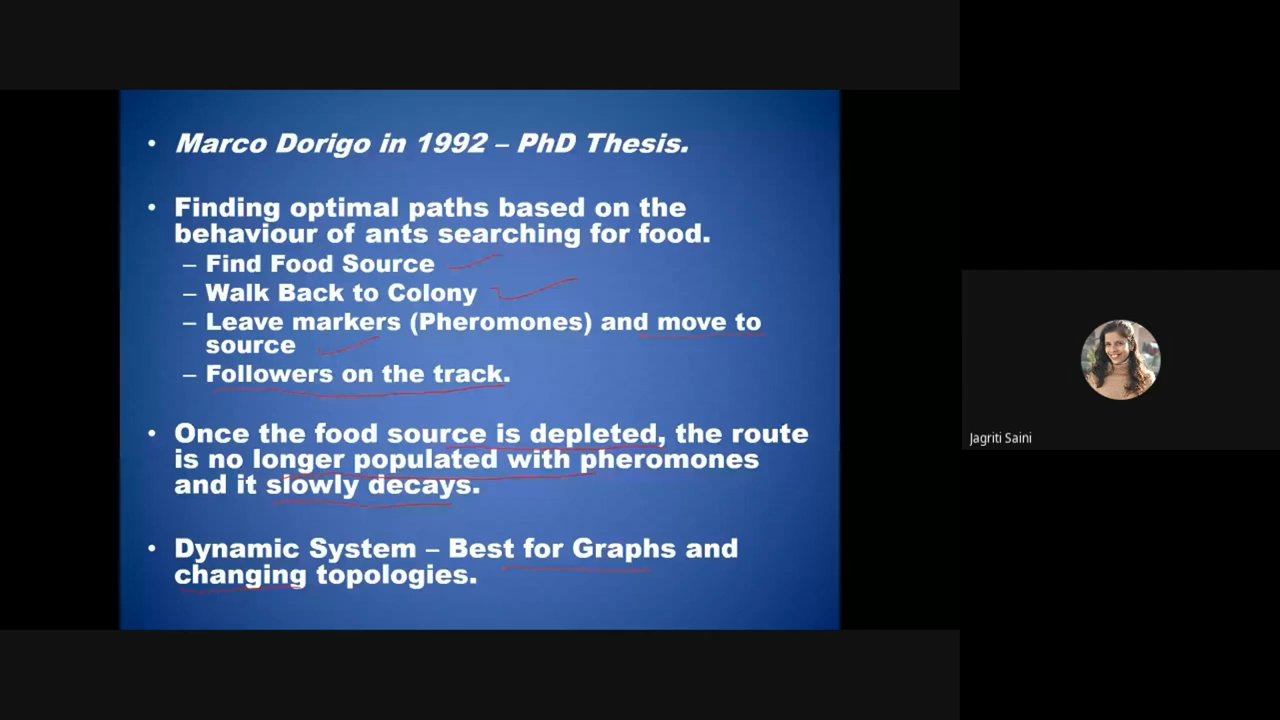 • Marco Dorigo in 1992 – PhD Thesis.
• Finding optimal paths based on the
behaviour of ants searching for food.
– Find Food Source
– Walk Back to Colony
– Leave markers (Pheromones) and move to
source
– Followers on the track.
• Once the food source is depleted, the route
is no longer populated with pheromones
and it slowly decays.
• Dynamic System – Best for Graphs and
changing topologies.
Jagriti Saini